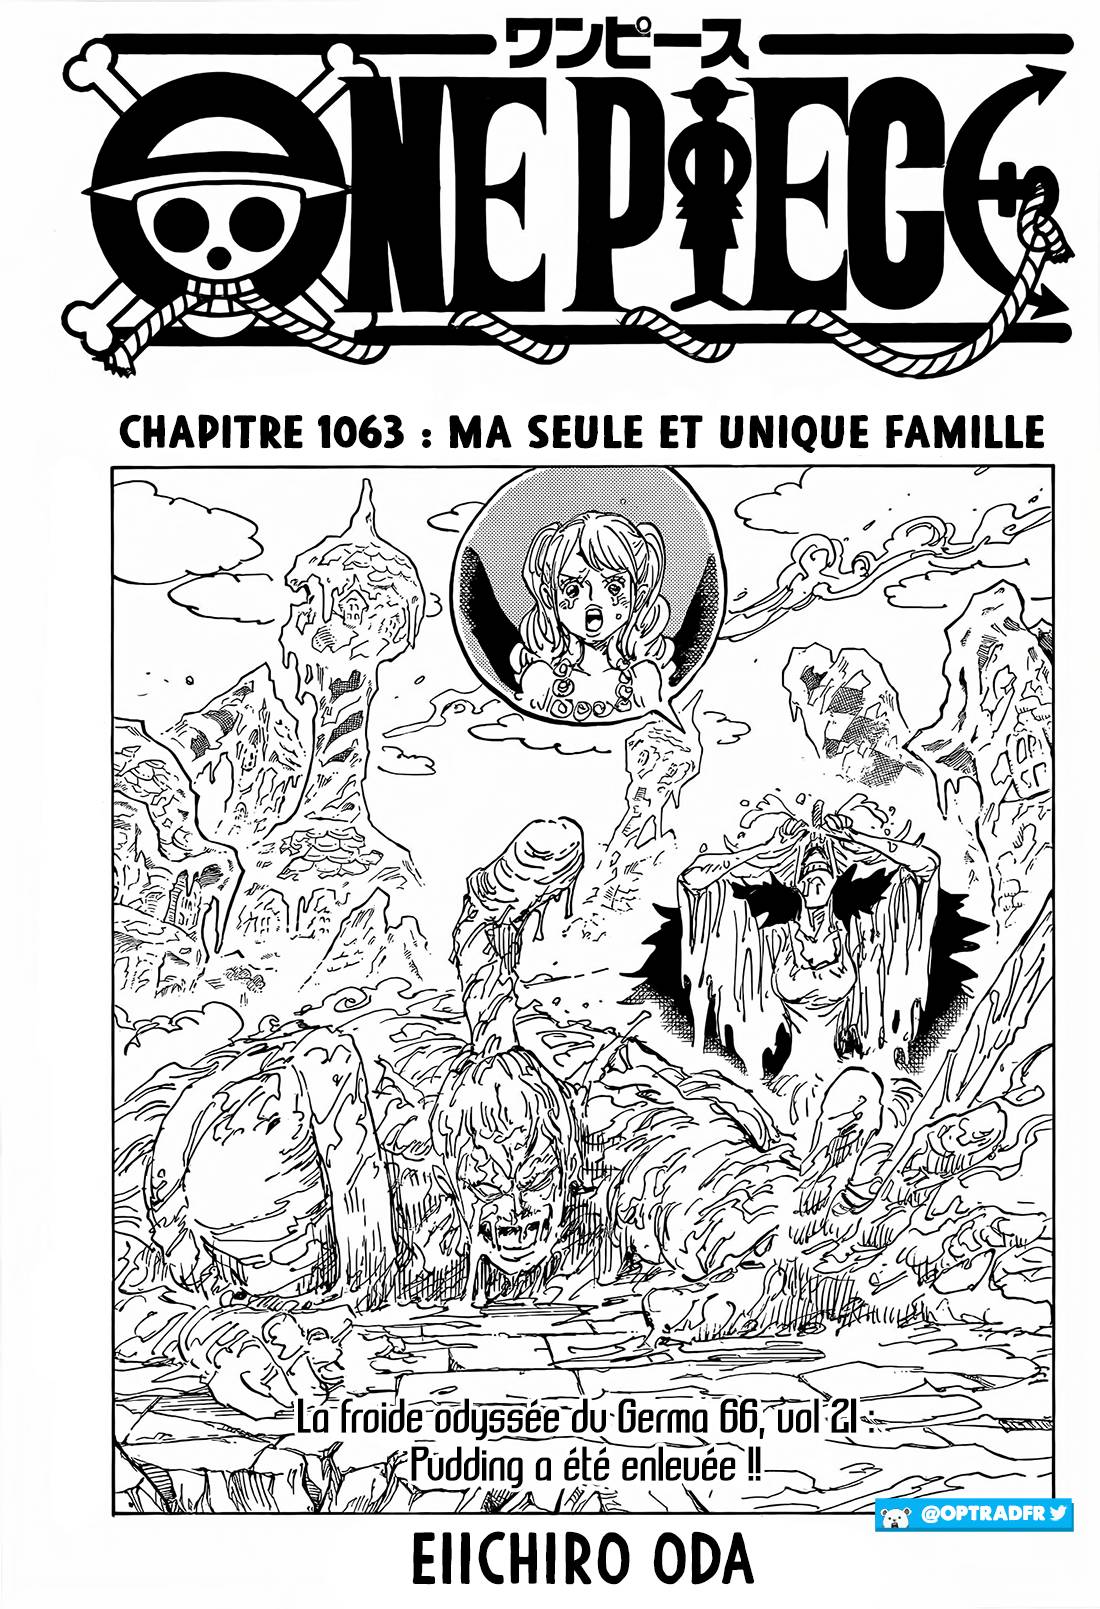 ワンピース
ONE PIECE
CHAPITRE 1063 : MA SEULE ET UNIQUE FAMILLE
La froide odyssée du Germa 66, vol 21 :
Pudding a été enlevée !!
@OPTRADFR
EIICHIRO ODA